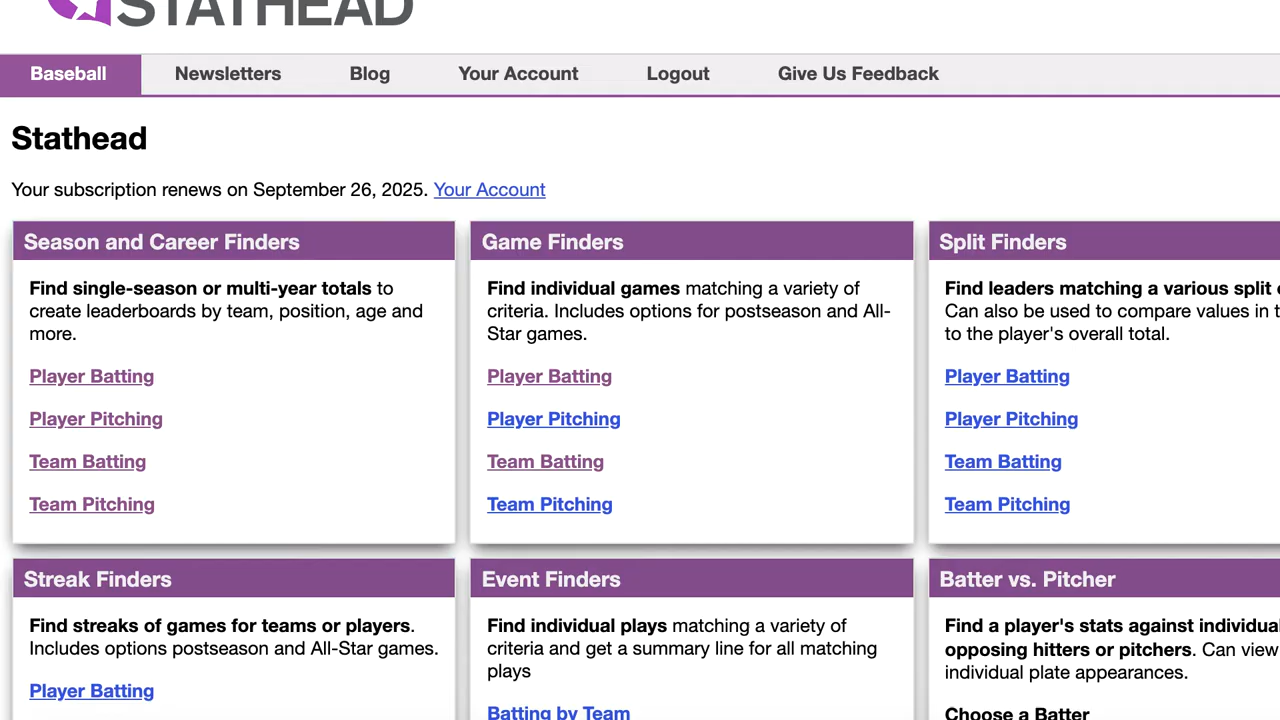 STATHEAD
Baseball Newsletters Blog Your Account Logout Give Us Feedback
Stathead
Your subscription renews on September 26, 2025. Your Account
Season and Career Finders
Find single-season or multi-year totals to
create leaderboards by team, position, age and
more.
Player Batting
Player Pitching
Team Batting
Team Pitching
Game Finders
Find individual games matching a variety of
criteria. Includes options for postseason and All-
Star games.
Player Batting
Player Pitching
Team Batting
Team Pitching
Split Finders
Find leaders matching a various split
Can also be used to compare values in
to the player's overall total.
Player Batting
Player Pitching
Team Batting
Team Pitching
Streak Finders
Find streaks of games for teams or players.
Includes options postseason and All-Star games.
Player Batting
Event Finders
Find individual plays matching a variety of
criteria and get a summary line for all matching
plays
Batting by Team
Batter vs. Pitcher
Find a player's stats against individual
opposing hitters or pitchers. Can view
individual plate appearances.
Choose a Batter